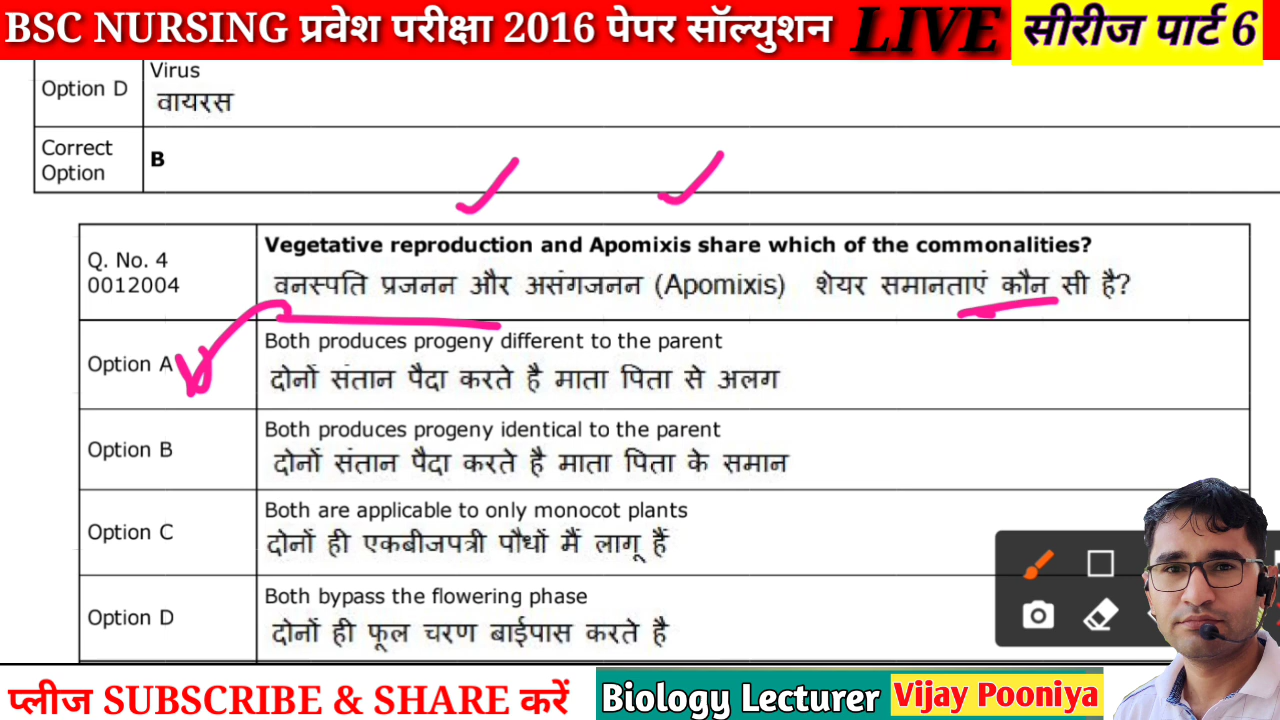 BSC NURSING प्रवेश परीक्षा 2016 पेपर सॉल्युशन LIVE सीरीज पार्ट 6
Option D
Virus
वायरस
Correct Option
B
Q. No. 4
0012004
Vegetative reproduction and Apomixis share which of the commonalities?
वनस्पति प्रजनन और असंगजनन (Apomixis) शेयर समानताएं कौन सी है?
Option A
Both produces progeny different to the parent
दोनों संतान पैदा करते है माता पिता से अलग
Option B
Both produces progeny identical to the parent
दोनों संतान पैदा करते है माता पिता के समान
Option C
Both are applicable to only monocot plants
दोनों ही एकबीजपत्री पौधों मैं लागू हैं
Option D
Both bypass the flowering phase
दोनों ही फूल चरण बाईपास करते है
प्लीज SUBSCRIBE & SHARE करें
Biology Lecturer Vijay Pooniya